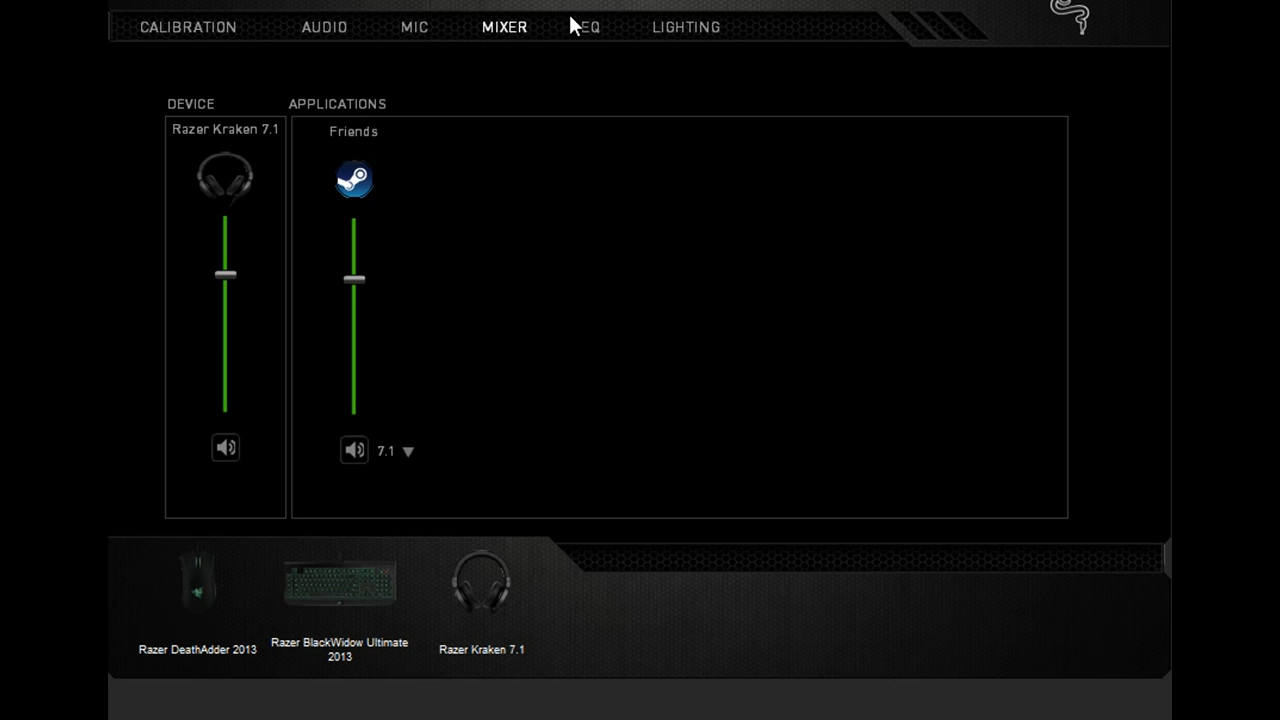 CALIBRATION AUDIO MIC MIXER EQ LIGHTING
DEVICE APPLICATIONS
Razer Kraken 7.1 Friends
7.1
Razer DeathAdder 2013
Razer BlackWidow Ultimate
2013
Razer Kraken 7.1